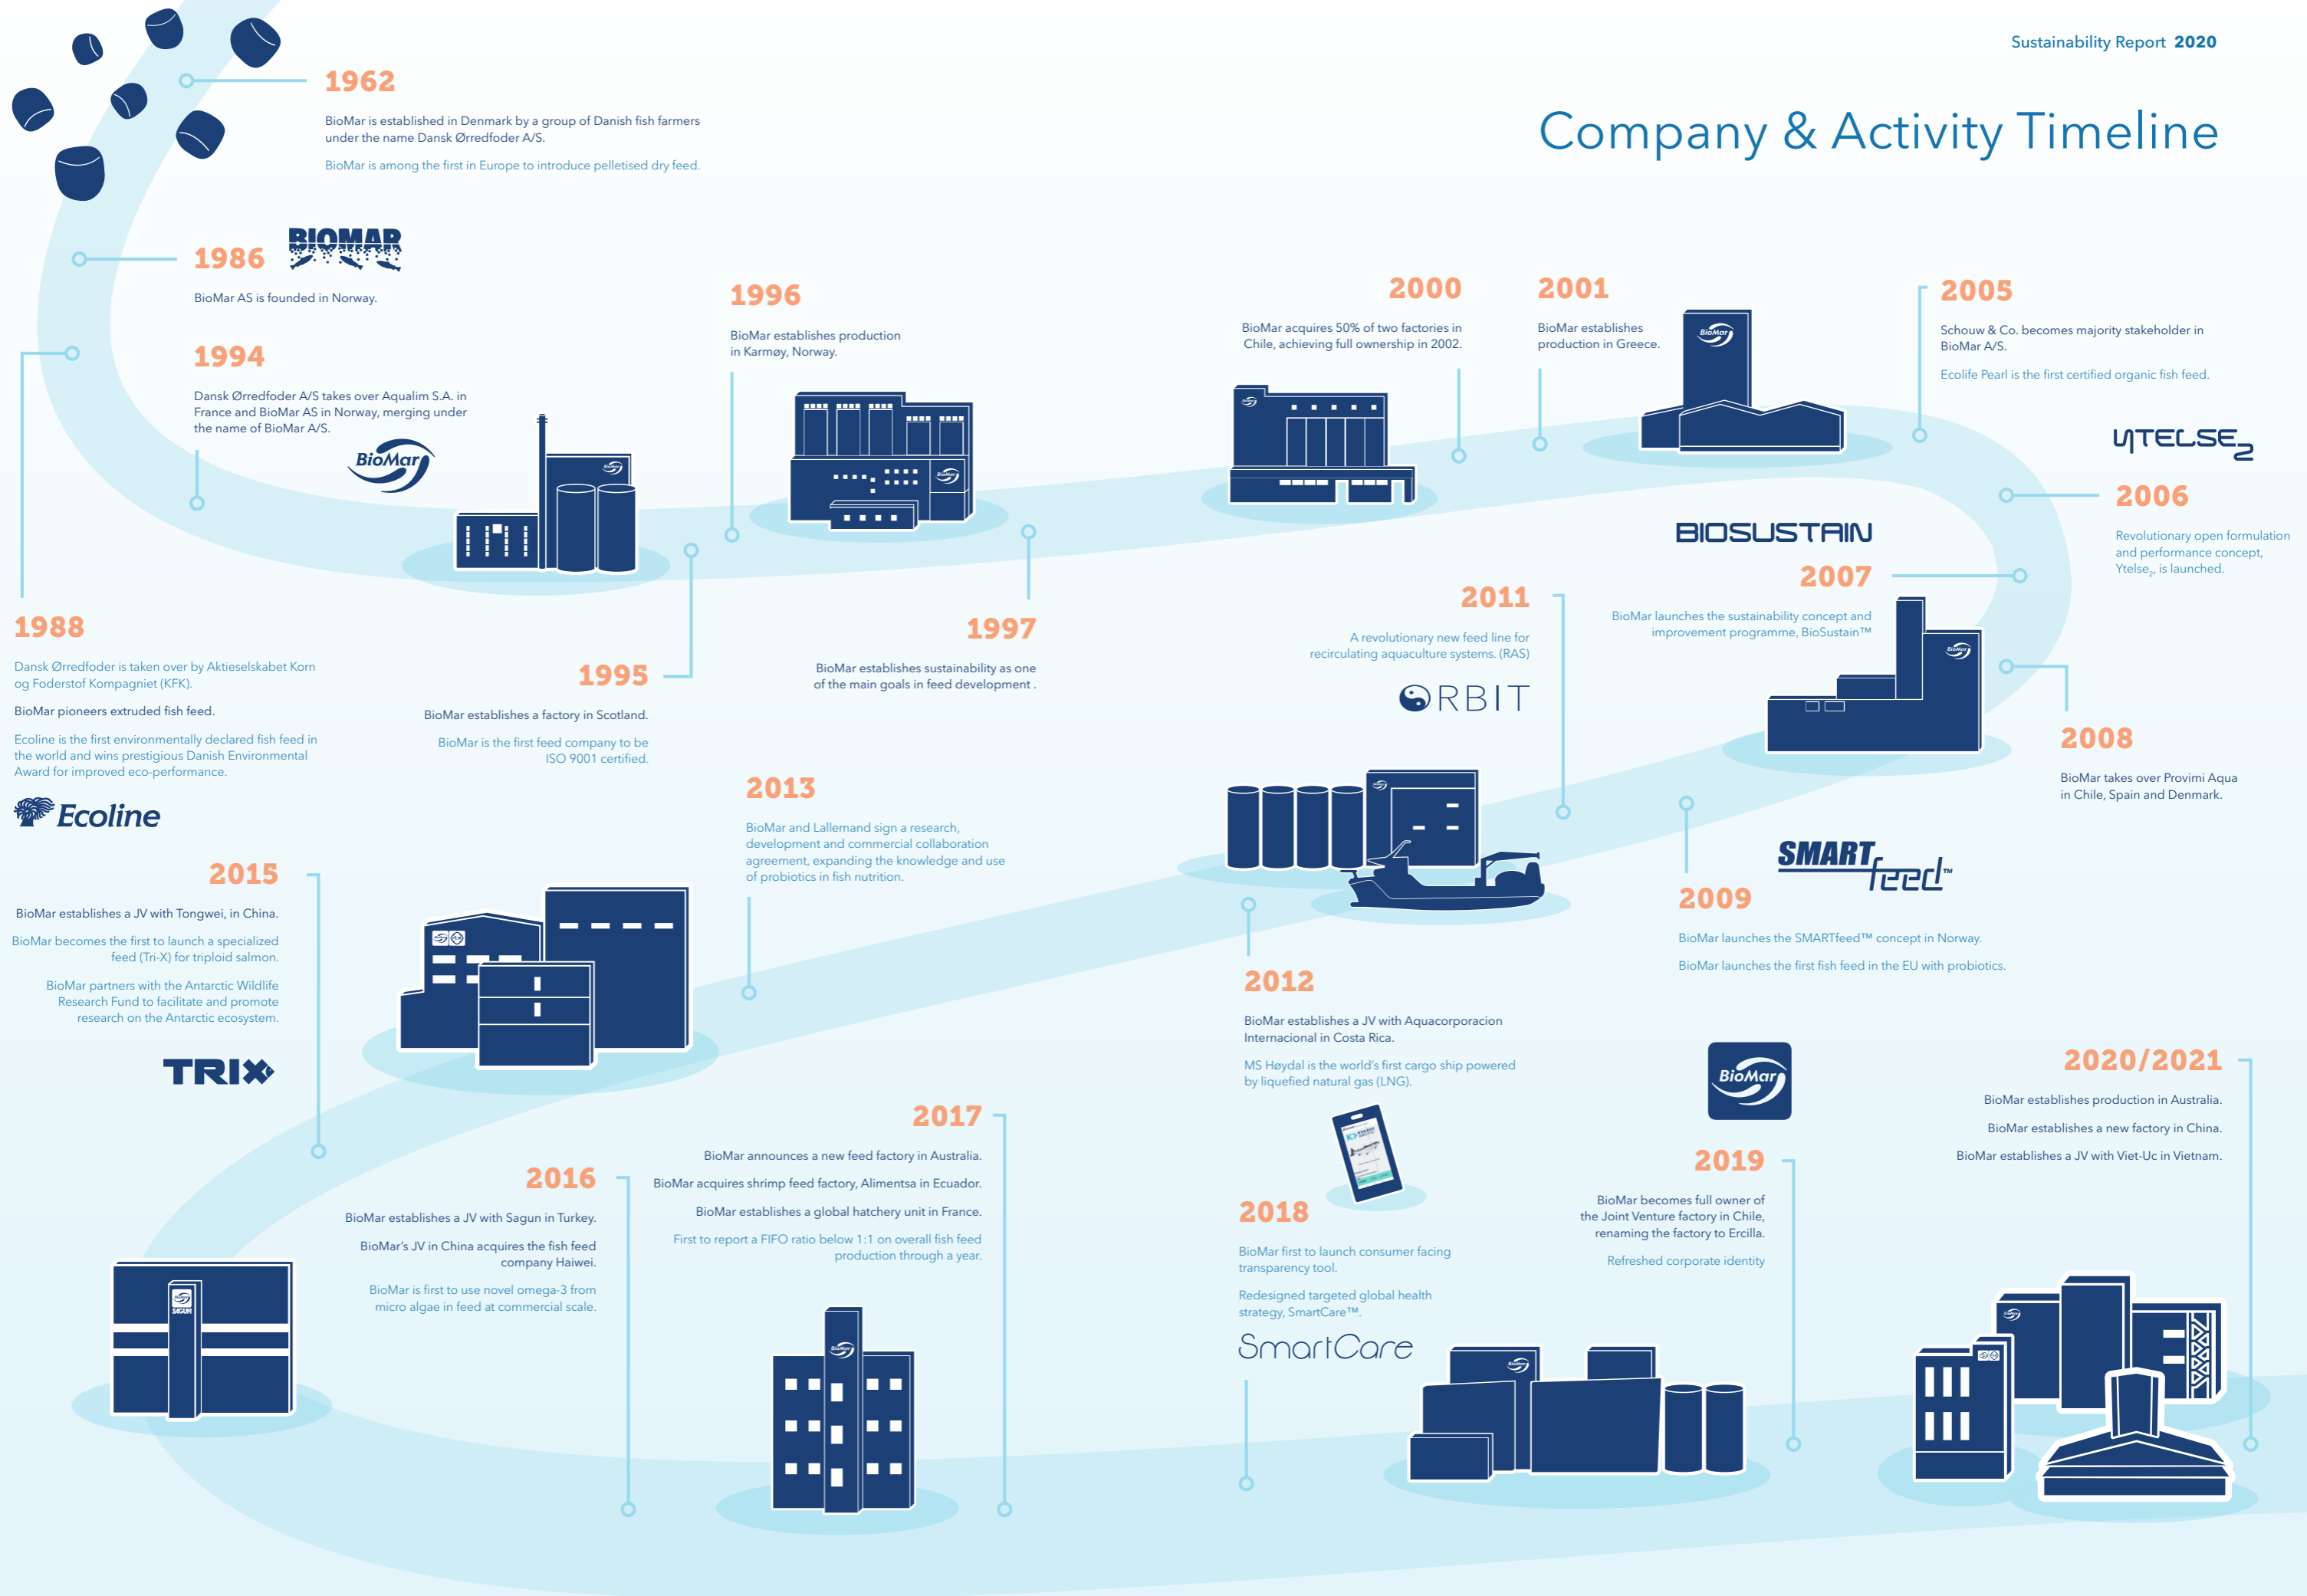 Sustainability Report 2020
Company & Activity Timeline
1962
BioMar is established in Denmark by a group of Danish fish farmers
under the name Dansk Ørredfoder A/S.
BioMar is among the first in Europe to introduce pelletised dry feed.
1986
BIOMAR
BioMar AS is founded in Norway.
1988
Dansk Ørredfoder is taken over by Aktieselskabet Korn
og Foderstof Kompagniet (KFK).
BioMar pioneers extruded fish feed.
Ecoline is the first environmentally declared fish feed in
the world and wins prestigious Danish Environmental
Award for improved eco-performance.
Ecoline
1994
Dansk Ørredfoder A/S takes over Aqualim S.A. in
France and BioMar AS in Norway, merging under
the name of BioMar A/S.
BioMar
BioMar
1995
BioMar establishes a factory in Scotland.
BioMar is the first feed company to be
ISO 9001 certified.
1996
BioMar establishes production
in Karmøy, Norway.
BioMar
1997
BioMar establishes sustainability as one
of the main goals in feed development .
2000
BioMar acquires 50% of two factories in
Chile, achieving full ownership in 2002.
2001
BioMar establishes
production in Greece.
BioMar
2005
Schouw & Co. becomes majority stakeholder in
BioMar A/S.
Ecolife Pearl is the first certified organic fish feed.
YTELSE2
2006
Revolutionary open formulation
and performance concept,
Ytelse2, is launched.
BIOSUSTAIN
2007
BioMar launches the sustainability concept and
improvement programme, BioSustain™
BioMar
2008
BioMar takes over Provimi Aqua
in Chile, Spain and Denmark.
SMART
feed™
2009
BioMar launches the SMARTfeed™ concept in Norway.
BioMar launches the first fish feed in the EU with probiotics.
2011
A revolutionary new feed line for
recirculating aquaculture systems. (RAS)
ORBIT
2012
BioMar establishes a JV with Aquacorporacion
Internacional in Costa Rica.
MS Høydal is the world's first cargo ship powered
by liquefied natural gas (LNG).
2013
BioMar and Lallemand sign a research,
development and commercial collaboration
agreement, expanding the knowledge and use
of probiotics in fish nutrition.
2015
BioMar establishes a JV with Tongwei, in China.
BioMar becomes the first to launch a specialized
feed (Tri-X) for triploid salmon.
BioMar partners with the Antarctic Wildlife
Research Fund to facilitate and promote
research on the Antarctic ecosystem.
TRIX
SAGUN
2016
BioMar establishes a JV with Sagun in Turkey.
BioMar's JV in China acquires the fish feed
company Haiwei.
BioMar is first to use novel omega-3 from
micro algae in feed at commercial scale.
2017
BioMar announces a new feed factory in Australia.
BioMar acquires shrimp feed factory, Alimentsa in Ecuador.
BioMar establishes a global hatchery unit in France.
First to report a FIFO ratio below 1:1 on overall fish feed
production through a year.
BioMar
2018
BioMar first to launch consumer facing
transparency tool.
Redesigned targeted global health
strategy, SmartCare™.
SmartCare
BioMar
BioMar
2019
BioMar becomes full owner of
the Joint Venture factory in Chile,
renaming the factory to Ercilla.
Refreshed corporate identity
2020/2021
BioMar establishes production in Australia.
BioMar establishes a new factory in China.
BioMar establishes a JV with Viet-Uc in Vietnam.